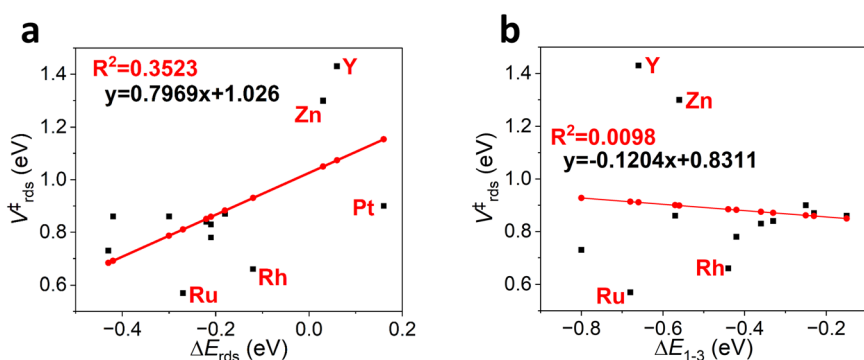 a
R²=0.3523
y=0.7969x+1.026
Y
Zn
Pt
Rh
Ru
1.4
1.2
1.0
0.8
0.6
V‡rds (eV)
−0.4
−0.2
0.0
0.2
ΔErds (eV)
b
Y
Zn
R²=0.0098
y=-0.1204x+0.8311
Rh
Ru
1.4
1.2
1.0
0.8
0.6
V‡rds (eV)
−0.8
−0.6
−0.4
−0.2
ΔE1-3 (eV)